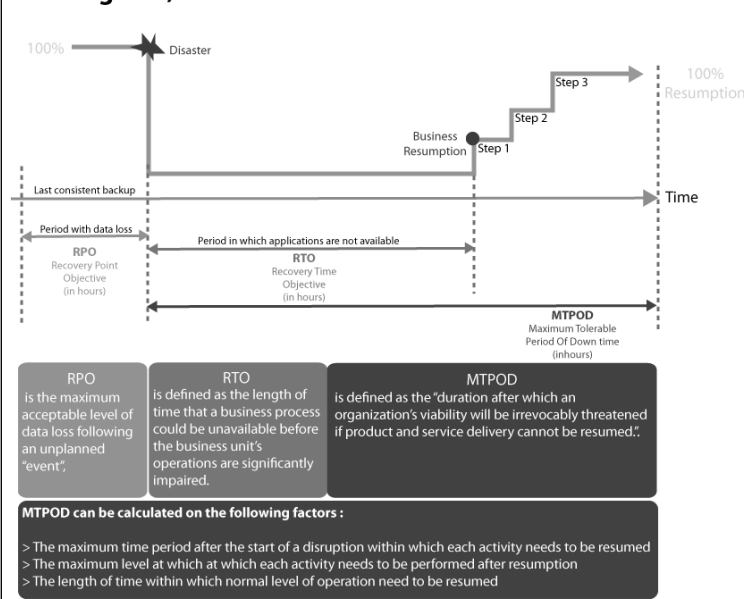 100%
Disaster
Step 3
100%
Resumption
Step 2
Business
Resumption
Step 1
Last consistent backup
Time
Period with data loss
Period in which applications are not available
RPO
Recovery Point
Objective
(in hours)
RTO
Recovery Time
Objective
(in hours)
MTPOD
Maximum Tolerable
Period Of Down time
(inhours)
RPO
is the maximum
acceptable level of
data loss following
an unplanned
“event”,
RTO
is defined as the length of
time that a business process
could be unavailable before
the business unit’s
operations are significantly
impaired.
MTPOD
is defined as the “duration after which an
organization’s viability will be irrevocably threatened
if product and service delivery cannot be resumed.”.
MTPOD can be calculated on the following factors :
> The maximum time period after the start of a disruption within which each activity needs to be resumed
> The maximum level at which at which each activity needs to be performed after resumption
> The length of time within which normal level of operation need to be resumed